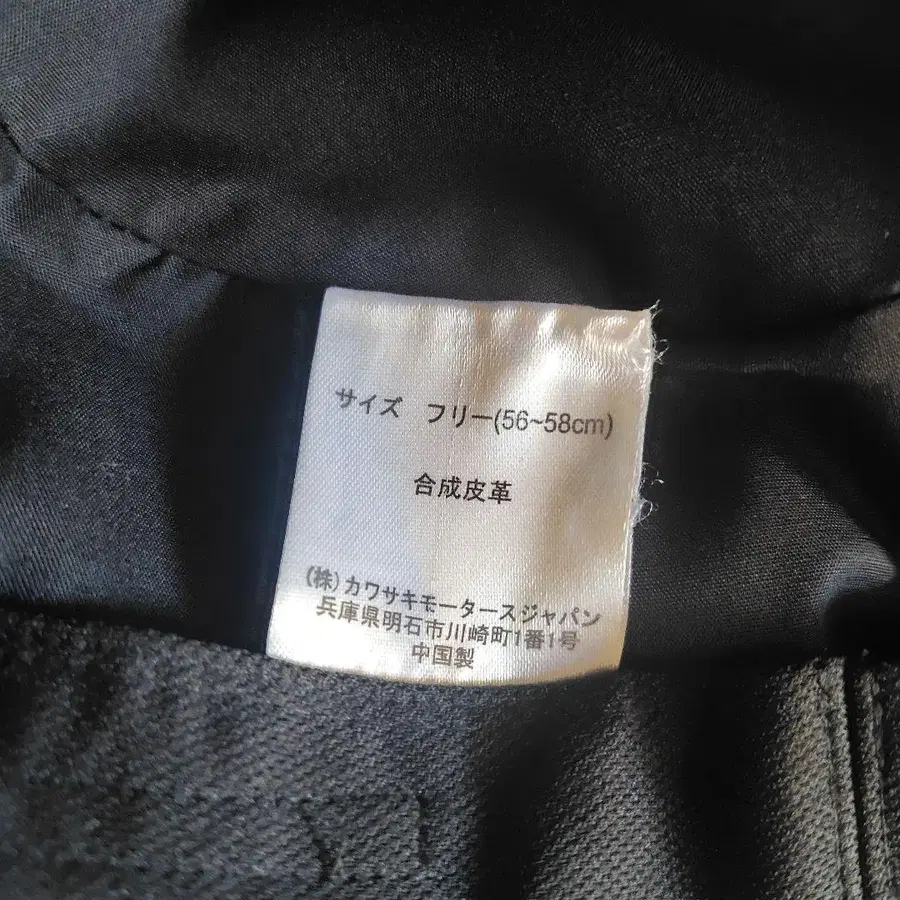 サイズ　フリー(56~58cm)
合成皮革
(株)カワサキモータースジャパン
兵庫県明石市川崎町1番1号
中国製